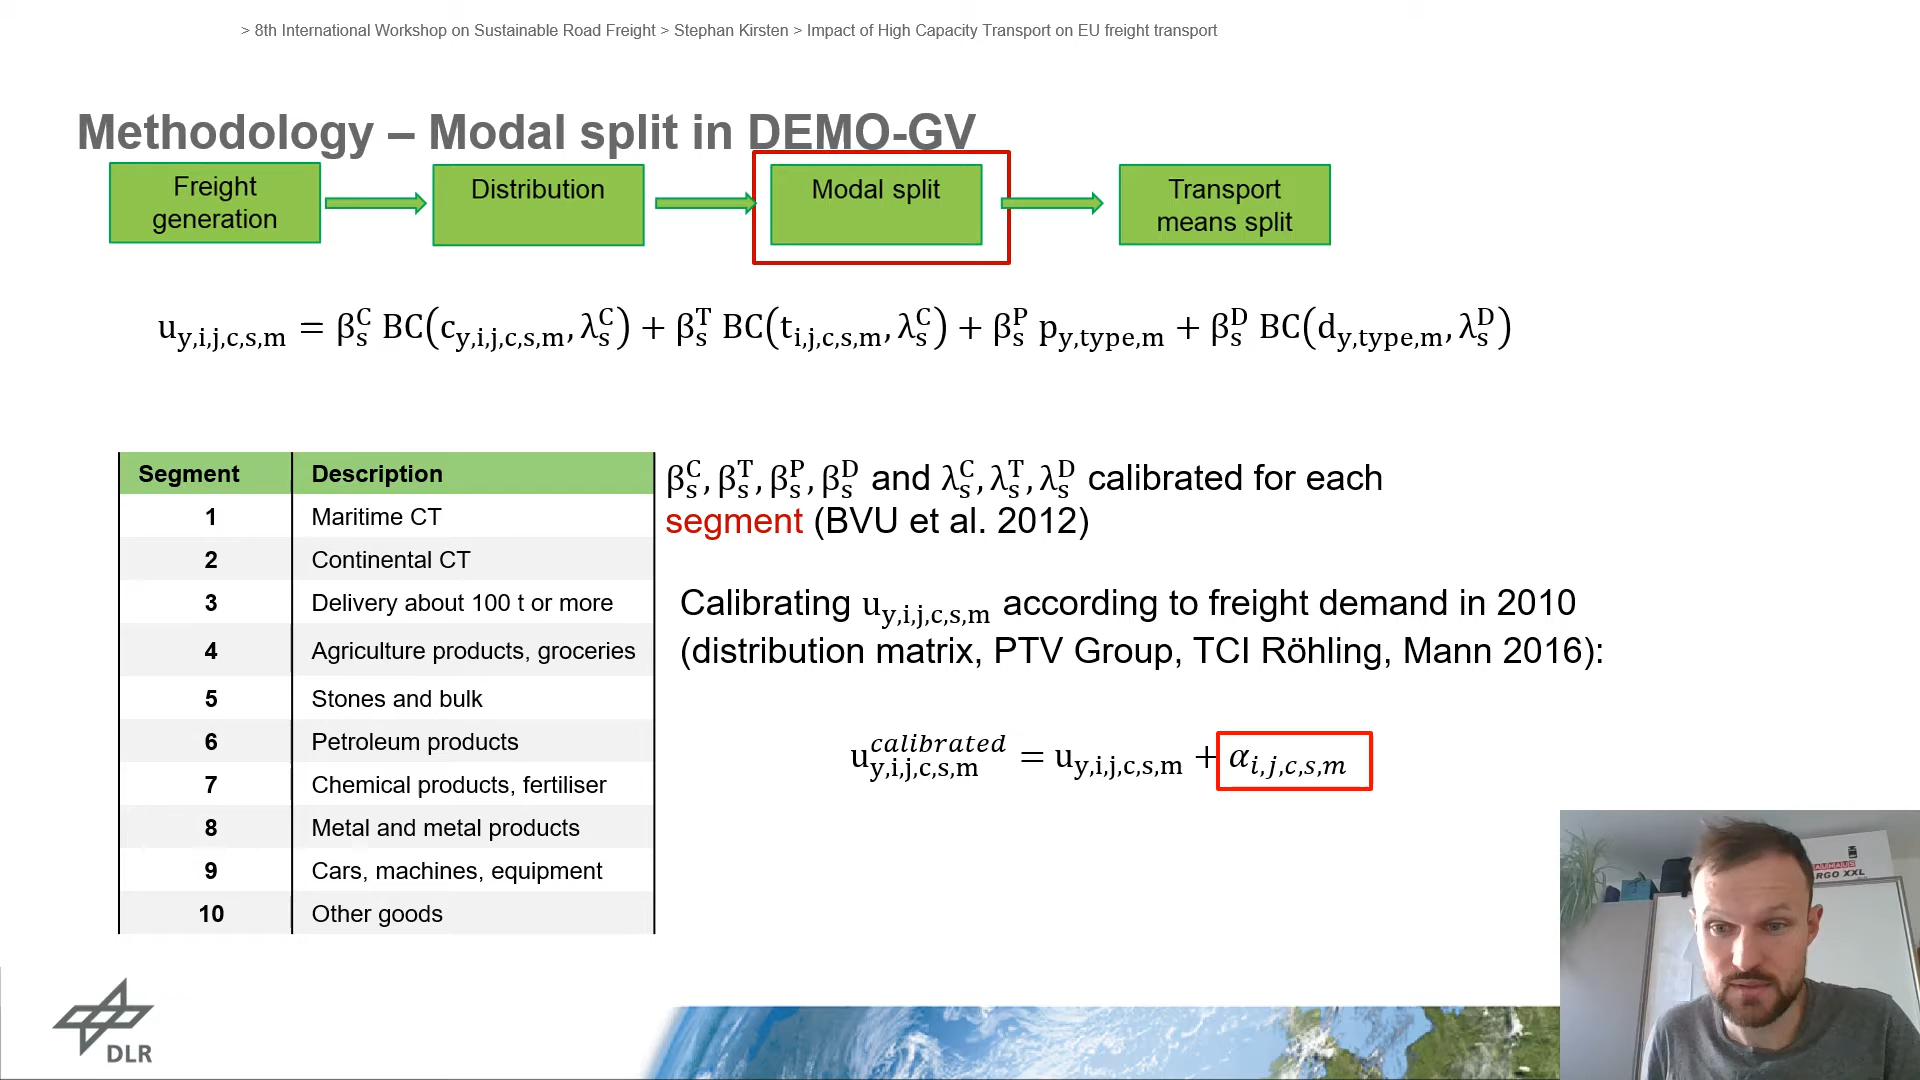 > 8th International Workshop on Sustainable Road Freight > Stephan Kirsten > Impact of High Capacity Transport on EU freight transport
Methodology – Modal split in DEMO-GV
Freight generation
Distribution
Modal split
Transport means split
u_{y,i,j,c,s,m} = β_s^C BC(c_{y,i,j,c,s,m}, λ_s^C) + β_s^T BC(t_{i,j,c,s,m}, λ_s^C) + β_s^P p_{y,type,m} + β_s^D BC(d_{y,type,m}, λ_s^D)
Segment Description
1 Maritime CT
2 Continental CT
3 Delivery about 100 t or more
4 Agriculture products, groceries
5 Stones and bulk
6 Petroleum products
7 Chemical products, fertiliser
8 Metal and metal products
9 Cars, machines, equipment
10 Other goods
β_s^C, β_s^T, β_s^P, β_s^D and λ_s^C, λ_s^T, λ_s^D calibrated for each
segment (BVU et al. 2012)
Calibrating u_{y,i,j,c,s,m} according to freight demand in 2010
(distribution matrix, PTV Group, TCI Röhling, Mann 2016):
u_{y,i,j,c,s,m}^{calibrated} = u_{y,i,j,c,s,m} + α_{i,j,c,s,m}
DLR